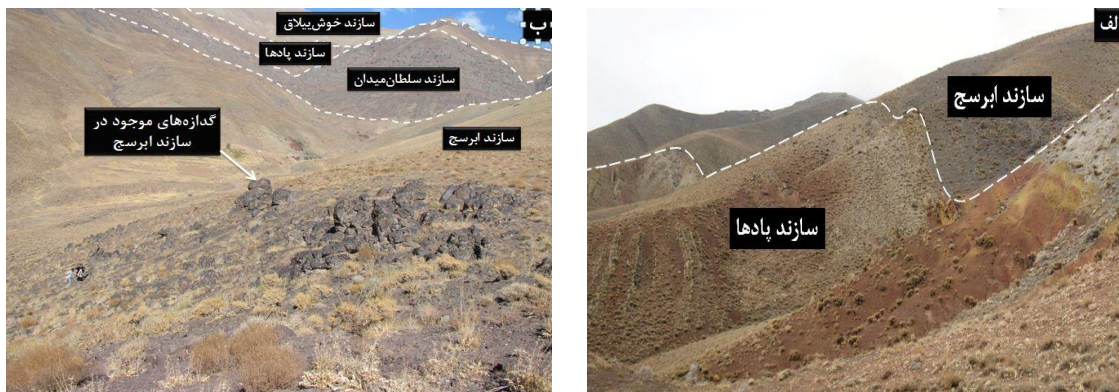 الف
سازند ابرسج
سازند پادها
ب
سازند خوش‌ییلاق
سازند پادها
سازند سلطان‌میدان
گدازه‌های موجود در
سازند ابرسج
سازند ابرسج